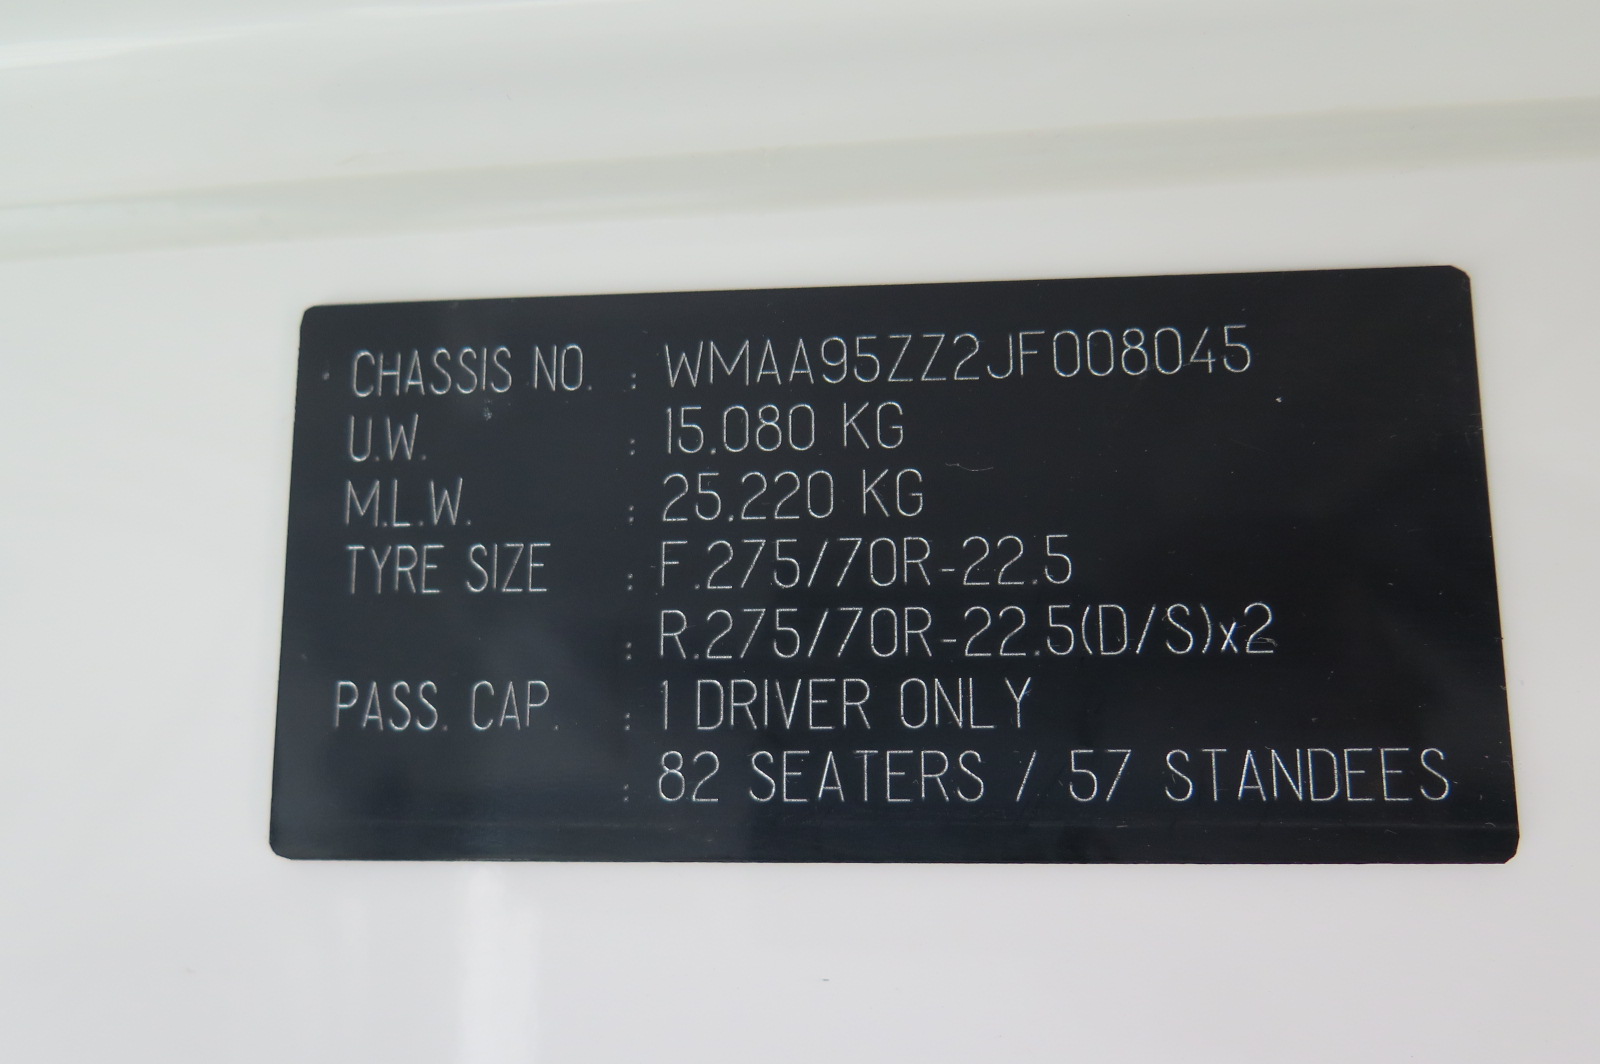 CHASSIS NO. : WMAA95ZZ2JF008045
U.W. : 15,080 KG
M.L.W. : 25,220 KG
TYRE SIZE : F.275/70R-22.5
: R.275/70R-22.5(D/S)x2
PASS. CAP. : 1 DRIVER ONLY
: 82 SEATERS / 57 STANDEES